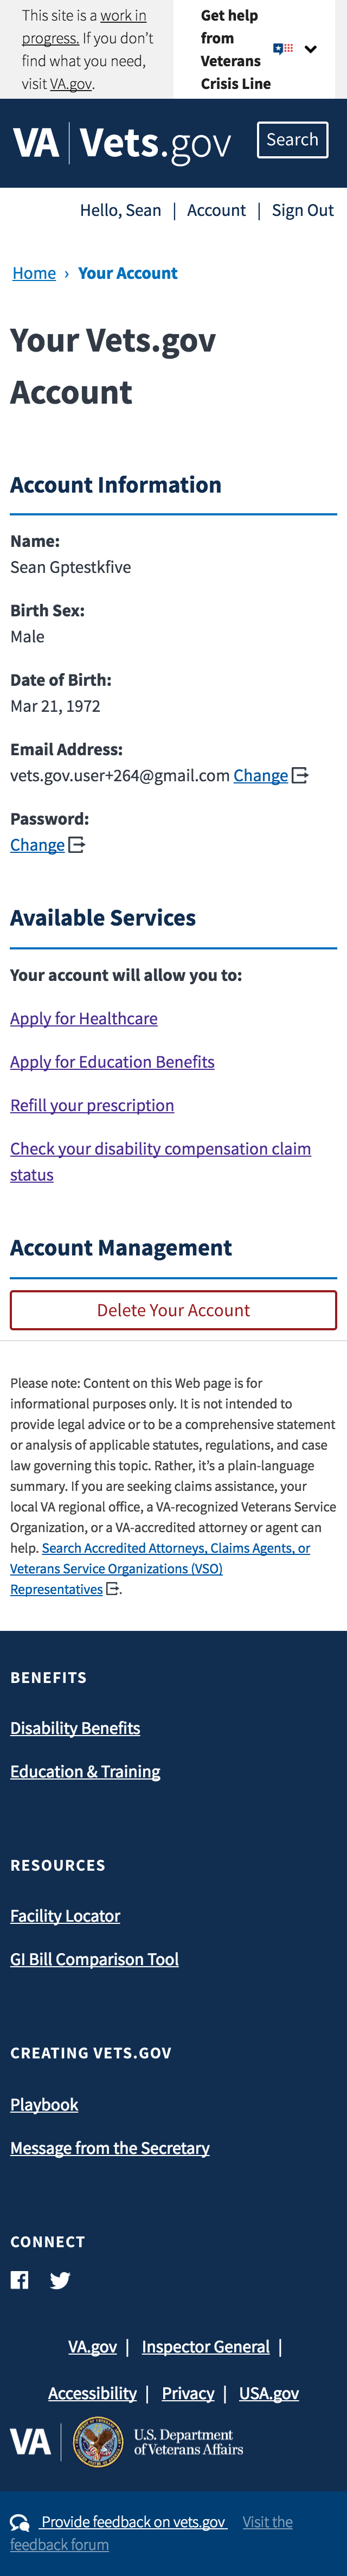 This site is a work in
progress. If you don't
find what you need,
visit VA.gov.
Get help
from
Veterans
Crisis Line
VA | Vets.gov
Search
Hello, Sean | Account | Sign Out
Home › Your Account
Your Vets.gov
Account
Account Information
Name:
Sean Gptestkfive
Birth Sex:
Male
Date of Birth:
Mar 21, 1972
Email Address:
vets.gov.user+264@gmail.com Change
Password:
Change
Available Services
Your account will allow you to:
Apply for Healthcare
Apply for Education Benefits
Refill your prescription
Check your disability compensation claim
status
Account Management
Delete Your Account
Please note: Content on this Web page is for
informational purposes only. It is not intended to
provide legal advice or to be a comprehensive statement
or analysis of applicable statutes, regulations, and case
law governing this topic. Rather, it's a plain-language
summary. If you are seeking claims assistance, your
local VA regional office, a VA-recognized Veterans Service
Organization, or a VA-accredited attorney or agent can
help. Search Accredited Attorneys, Claims Agents, or
Veterans Service Organizations (VSO)
Representatives.
BENEFITS
Disability Benefits
Education & Training
RESOURCES
Facility Locator
GI Bill Comparison Tool
CREATING VETS.GOV
Playbook
Message from the Secretary
CONNECT
VA.gov | Inspector General |
Accessibility | Privacy | USA.gov
VA | U.S. Department
of Veterans Affairs
Provide feedback on vets.gov Visit the
feedback forum